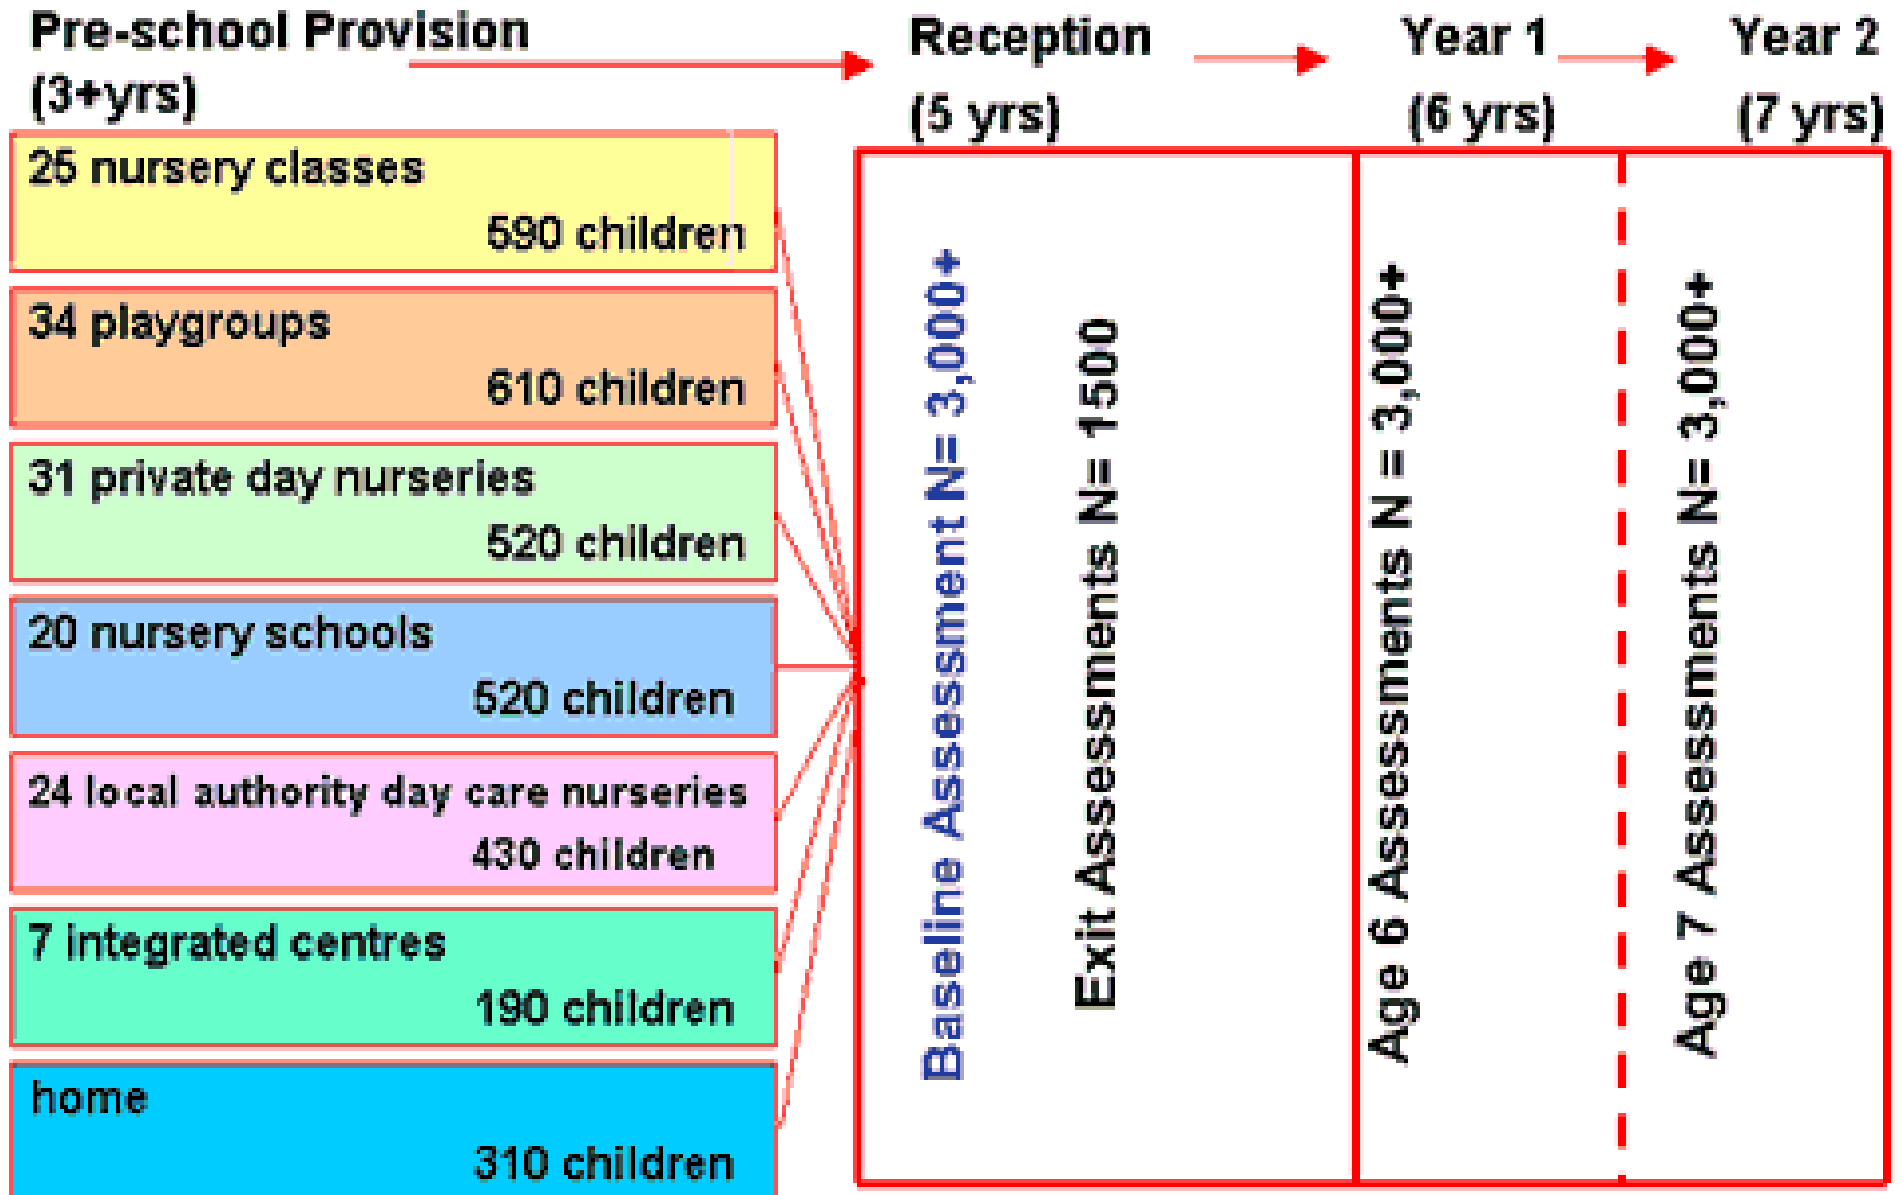 Pre-school Provision
(3+yrs)
Reception
(5 yrs)
Year 1
(6 yrs)
Year 2
(7 yrs)
25 nursery classes
590 children
34 playgroups
610 children
31 private day nurseries
520 children
20 nursery schools
520 children
24 local authority day care nurseries
430 children
7 integrated centres
190 children
home
310 children
Baseline Assessment N= 3,000+
Exit Assessments N= 1500
Age 6 Assessments N = 3,000+
Age 7 Assessments N= 3,000+